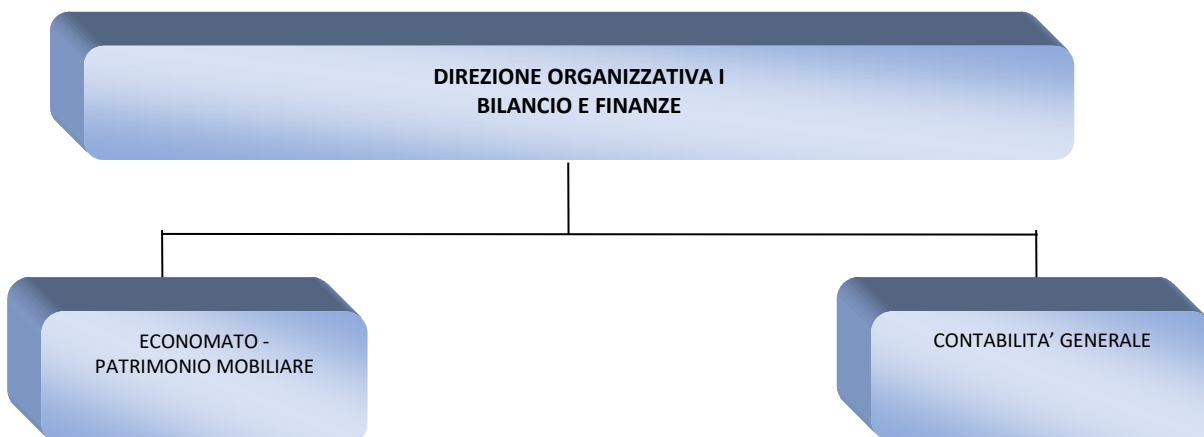 DIREZIONE ORGANIZZATIVA I
BILANCIO E FINANZE
ECONOMATO -
PATRIMONIO MOBILIARE
CONTABILITA’ GENERALE